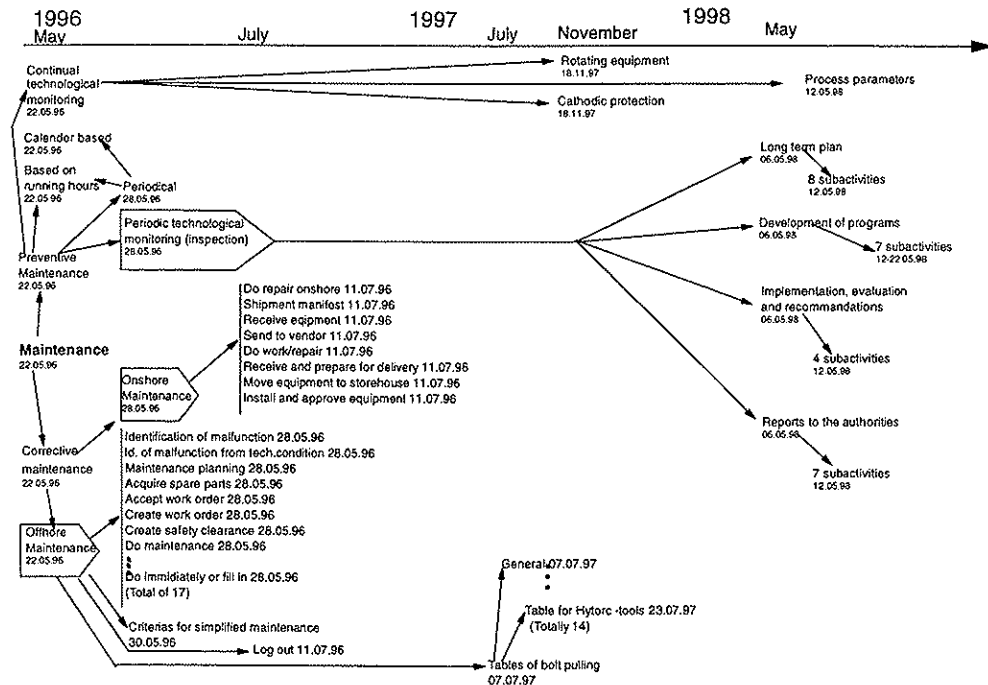 1996
1997
1998
May
July
July
November
May
Continual
technological
monitoring
22.05.96
Rotating equipment
18.11.97
Process parameters
12.05.98
Cathodic protection
18.11.97
Calender based
22.05.96
Based on
running hours
22.05.96
Periodical
28.05.96
Periodic technological
monitoring (inspection)
28.05.96
Preventive
Maintenance
22.05.96
Long term plan
06.05.98
8 subactivities
12.05.98
Development of programs
06.05.98
7 subactivities
12-22.05.98
Implementation, evaluation
and recommandations
06.05.98
4 subactivities
12.05.98
Reports to the authorities
06.05.98
7 subactivities
12.05.98
Maintenance
22.05.96
Do repair onshore 11.07.96
Shipment manifest 11.07.96
Receive eqipment 11.07.96
Send to vendor 11.07.96
Do work/repair 11.07.96
Receive and prepare for delivery 11.07.96
Move equipment to storehouse 11.07.96
Install and approve equipment 11.07.96
Onshore
Maintenance
28.05.96
Corrective
maintenance
22.05.96
Identification of malfunction 28.05.96
Id. of malfunction from tech.condition 28.05.96
Maintenance planning 28.05.96
Acquire spare parts 28.05.96
Accept work order 28.05.96
Create work order 28.05.96
Create safety clearance 28.05.96
Do maintenance 28.05.96
Do immidiately or fill in 28.05.96
(Total of 17)
Offhore
Maintenance
22.05.96
Criterias for simplified maintenance
30.05.96
Log out 11.07.96
General 07.07.97
Table for Hytorc -tools 23.07.97
(Totally 14)
Tables of bolt pulling
07.07.97